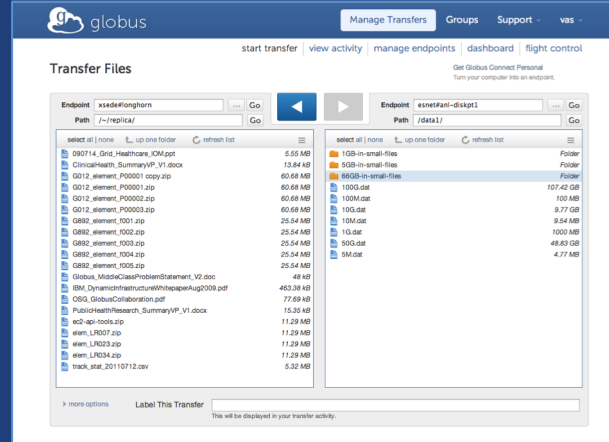 globus
Manage Transfers Groups Support vas
start transfer view activity manage endpoints dashboard flight control
Transfer Files
Get Globus Connect Personal
Turn your computer into an endpoint.
Endpoint xsede#longhorn ... Go
Path /~/replica/ Go
Endpoint esnet#anl-diskpt1 ... Go
Path /data1/ Go
select all | none up one folder refresh list
090714_Grid_Healthcare_IOM.ppt 5.55 MB
ClinicalHealth_SummaryVP_V1.docx 13.84 kB
G012_element_P00001 copy.zip 60.68 MB
G012_element_P00001.zip 60.68 MB
G012_element_P00002.zip 60.68 MB
G012_element_P00003.zip 60.68 MB
G892_element_f001.zip 25.54 MB
G892_element_f002.zip 25.54 MB
G892_element_f003.zip 25.54 MB
G892_element_f004.zip 25.54 MB
G892_element_f005.zip 25.54 MB
Globus_MiddleClassProblemStatement_V2.doc 48 kB
IBM_DynamicInfrastructureWhitepaperAug2009.pdf 463.38 kB
OSG_GlobusCollaboration.pdf 77.69 kB
PublicHealthResearch_SummaryVP_V1.docx 15.35 kB
ec2-api-tools.zip 11.29 MB
elem_LR007.zip 11.29 MB
elem_LR023.zip 11.29 MB
elem_LR034.zip 11.29 MB
track_stat_20110712.csv 5.32 MB
select all | none up one folder refresh list
1GB-in-small-files Folder
5GB-in-small-files Folder
66GB-in-small-files Folder
100G.dat 107.42 GB
100M.dat 100 MB
10G.dat 9.77 GB
10M.dat 9.54 MB
1G.dat 1000 MB
50G.dat 48.83 GB
5M.dat 4.77 MB
more options Label This Transfer
This will be displayed in your transfer activity.